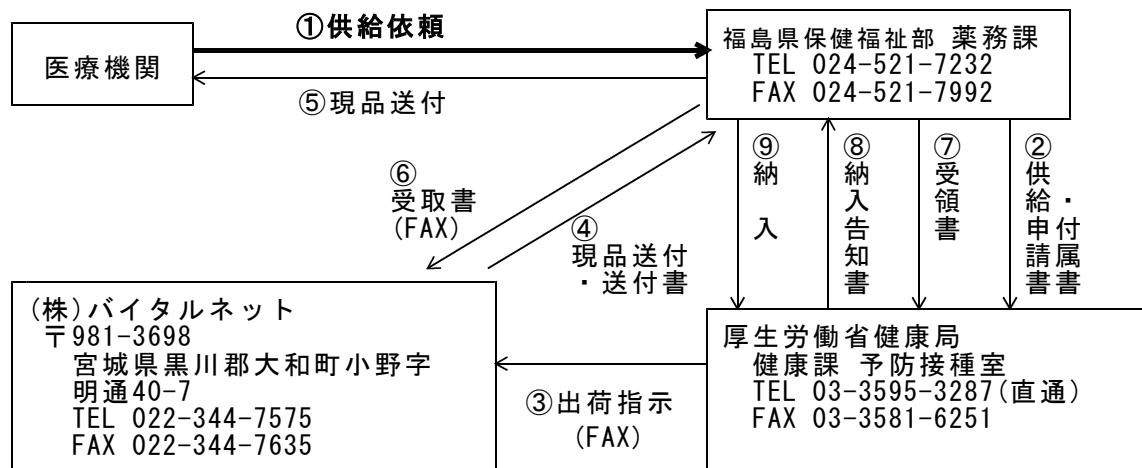 ①供給依頼
医療機関
福島県保健福祉部 薬務課
TEL 024-521-7232
FAX 024-521-7992
⑤現品送付
⑥
受取書
(FAX)
④
現品送付
・送付書
⑨納 入
⑧納入告知書
⑦受領書
②供給・付属書
申請書
(株)バイタルネット
〒981-3698
宮城県黒川郡大和町小野字
明通40-7
TEL 022-344-7575
FAX 022-344-7635
③出荷指示
(FAX)
厚生労働省健康局
健康課 予防接種室
TEL 03-3595-3287(直通)
FAX 03-3581-6251